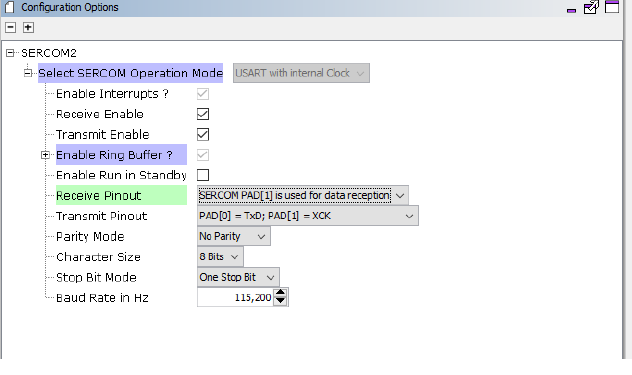 Configuration Options
SERCOM2
Select SERCOM Operation Mode USART with internal Clock
Enable Interrupts ?
Receive Enable
Transmit Enable
Enable Ring Buffer ?
Enable Run in Standby
Receive Pinout SERCOM PAD[1] is used for data reception
Transmit Pinout PAD[0] = TxD; PAD[1] = XCK
Parity Mode No Parity
Character Size 8 Bits
Stop Bit Mode One Stop Bit
Baud Rate in Hz 115,200